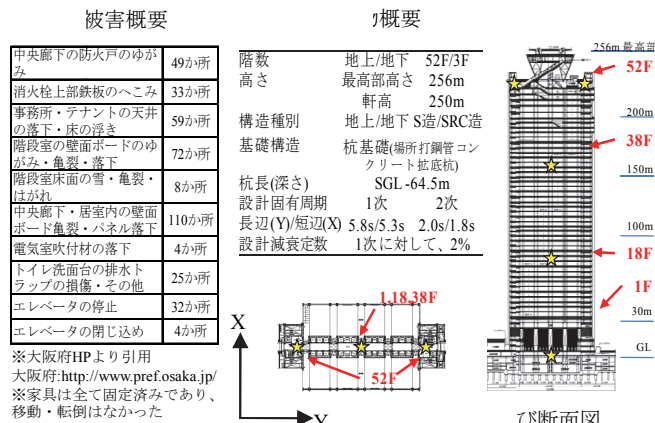 被害概要
中央廊下の防火戸のゆが
み
49か所
消火栓上部鉄板のへこみ 33か所
事務所・テナントの天井
の落下・床の浮き
59か所
階段室の壁面ボードのゆ
がみ・亀裂・落下
72か所
階段室床面の雪・亀裂・
はがれ
8か所
中央廊下・居室内の壁面
ボード亀裂・パネル落下
110か所
電気室吹付材の落下 4か所
トイレ洗面台の排水ト
ラップの損傷・その他
25か所
エレベータの停止 32か所
エレベータの閉じ込め 4か所
※大阪府HPより引用
大阪府:http://www.pref.osaka.jp/
※家具は全て固定済みであり、
移動・転倒はなかった
概要
階数 地上/地下 52F/3F
高さ 最高部高さ 256m
軒高 250m
構造種別 地上/地下 S造/SRC造
基礎構造 杭基礎(場所打鋼管コン
クリート拡底杭)
杭長(深さ) SGL-64.5m
設計固有周期 1次 2次
長辺(Y)/短辺(X) 5.8s/5.3s 2.0s/1.8s
設計減衰定数 1次に対して、2%
1,18,38F
52F
X
Y
256m 最高部
52F
200m
38F
150m
100m
18F
1F
30m
GL
び断面図